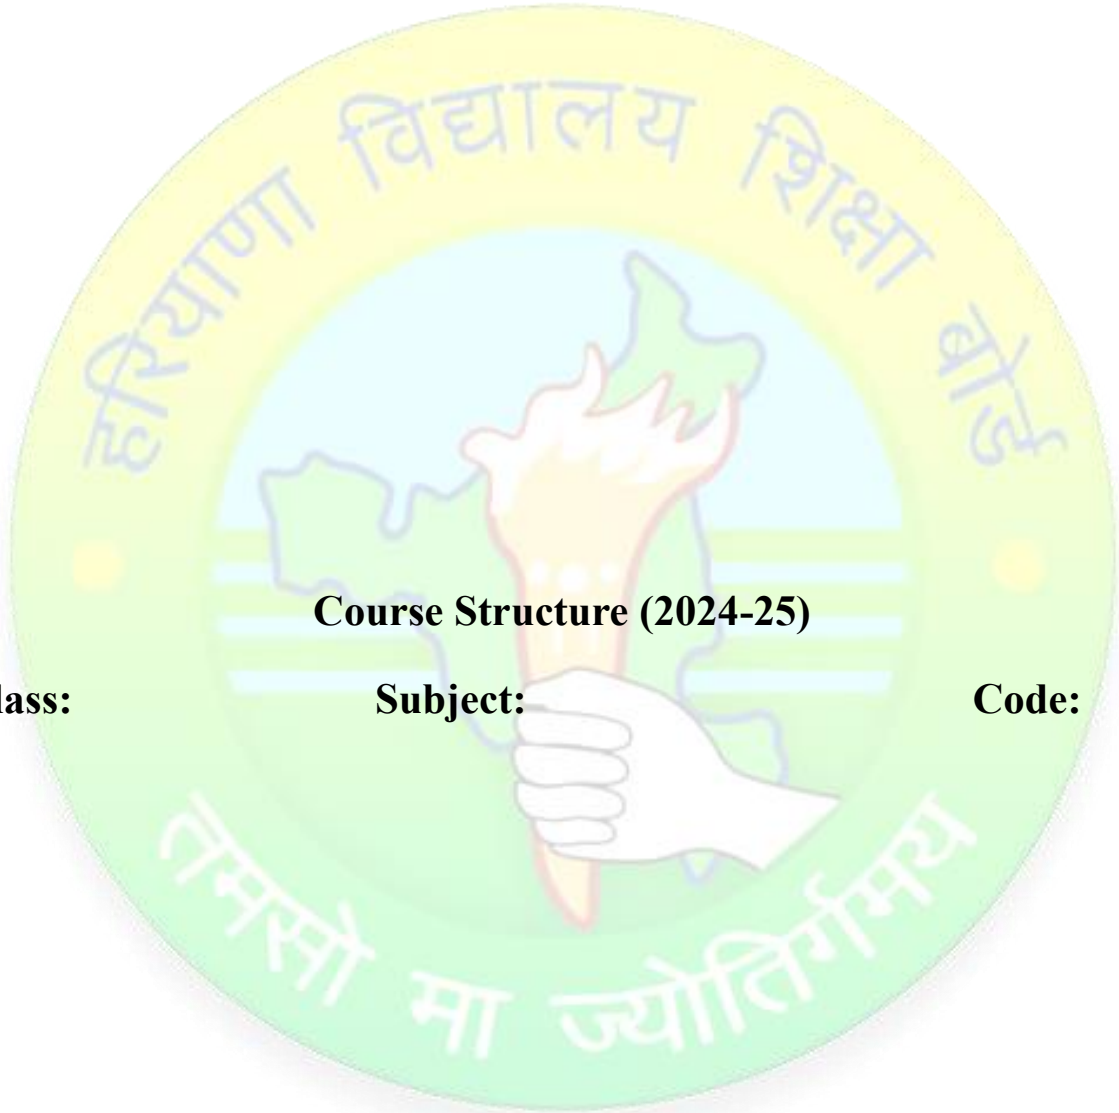 हरियाणा विद्यालय शिक्षा बोर्ड
Course Structure (2024-25)
lass: Subject: Code:
तमसो मा ज्योतिर्गमय